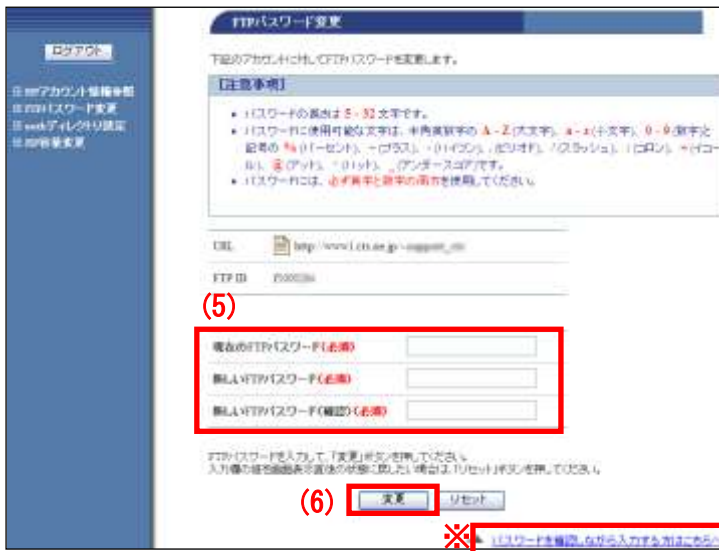 FTPパスワード変更
ログアウト
FTPアカウント情報参照
FTPパスワード変更
webディレクトリ設定
FTP容量変更
下記のアカウントに対してFTPパスワードを変更します。
【注意事項】
• パスワードの長さは 5 - 32 文字です。
• パスワードに使用可能な文字は、半角英数字の A - Z(大文字)、a - z(小文字)、0 - 9(数字)と
記号の %(パーセント)、+(プラス)、-(ハイフン)、.(ピリオド)、/(スラッシュ)、:(コロン)、=(イコー
ル)、@(アット)、^(ハット)、_(アンダースコア)です。
• パスワードには、必ず英字と数字の両方を使用してください。
URL
FTP ID
(5)
現在のFTPパスワード(必須)
新しいFTPパスワード(必須)
新しいFTPパスワード(確認)(必須)
FTPパスワードを入力して、「変更」ボタンを押してください。
入力欄の値を画面表示直後の状態に戻したい場合は「リセット」ボタンを押してください。
(6) 変更 リセット
※ パスワードを確認しながら入力する方はこちらへ